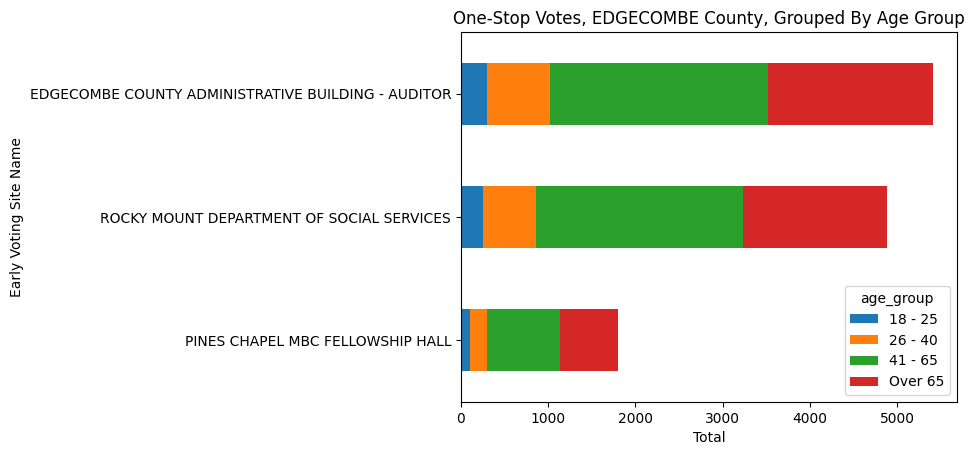 One-Stop Votes, EDGECOMBE County, Grouped By Age Group
Early Voting Site Name
EDGECOMBE COUNTY ADMINISTRATIVE BUILDING - AUDITOR
ROCKY MOUNT DEPARTMENT OF SOCIAL SERVICES
PINES CHAPEL MBC FELLOWSHIP HALL
age_group
18 - 25
26 - 40
41 - 65
Over 65
0 1000 2000 3000 4000 5000
Total